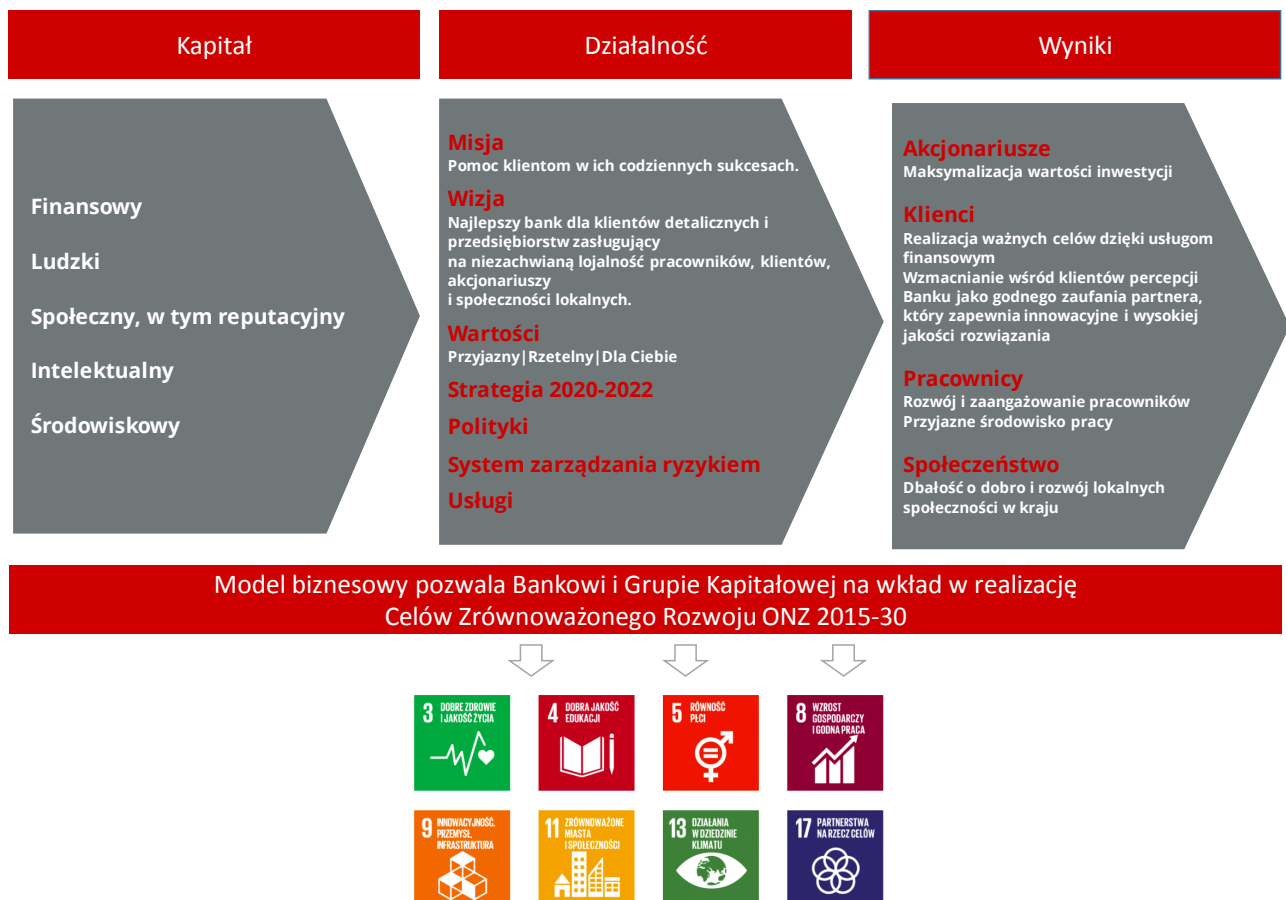 Kapitał
Działalność
Wyniki
Finansowy
Ludzki
Społeczny, w tym reputacyjny
Intelektualny
Środowiskowy
Misja
Pomoc klientom w ich codziennych sukcesach.
Wizja
Najlepszy bank dla klientów detalicznych i
przedsiębiorstw zasługujący
na niezachwianą lojalność pracowników, klientów,
akcjonariuszy
i społeczności lokalnych.
Wartości
Przyjazny|Rzetelny|Dla Ciebie
Strategia 2020-2022
Polityki
System zarządzania ryzykiem
Usługi
Akcjonariusze
Maksymalizacja wartości inwestycji
Klienci
Realizacja ważnych celów dzięki usługom
finansowym
Wzmacnianie wśród klientów percepcji
Banku jako godnego zaufania partnera,
który zapewnia innowacyjne i wysokiej
jakości rozwiązania
Pracownicy
Rozwój i zaangażowanie pracowników
Przyjazne środowisko pracy
Społeczeństwo
Dbałość o dobro i rozwój lokalnych
społeczności w kraju
Model biznesowy pozwala Bankowi i Grupie Kapitałowej na wkład w realizację
Celów Zrównoważonego Rozwoju ONZ 2015-30
3 DOBRE ZDROWIE
I JAKOŚĆ ŻYCIA
4 DOBRA JAKOŚĆ
EDUKACJI
5 RÓWNOŚĆ
PŁCI
8 WZROST
GOSPODARCZY
I GODNA PRACA
9 INNOWACYJNOŚĆ,
PRZEMYSŁ,
INFRASTRUKTURA
11 ZRÓWNOWAŻONE
MIASTA
I SPOŁECZNOŚCI
13 DZIAŁANIA
W DZIEDZINIE
KLIMATU
17 PARTNERSTWA
NA RZECZ CELÓW